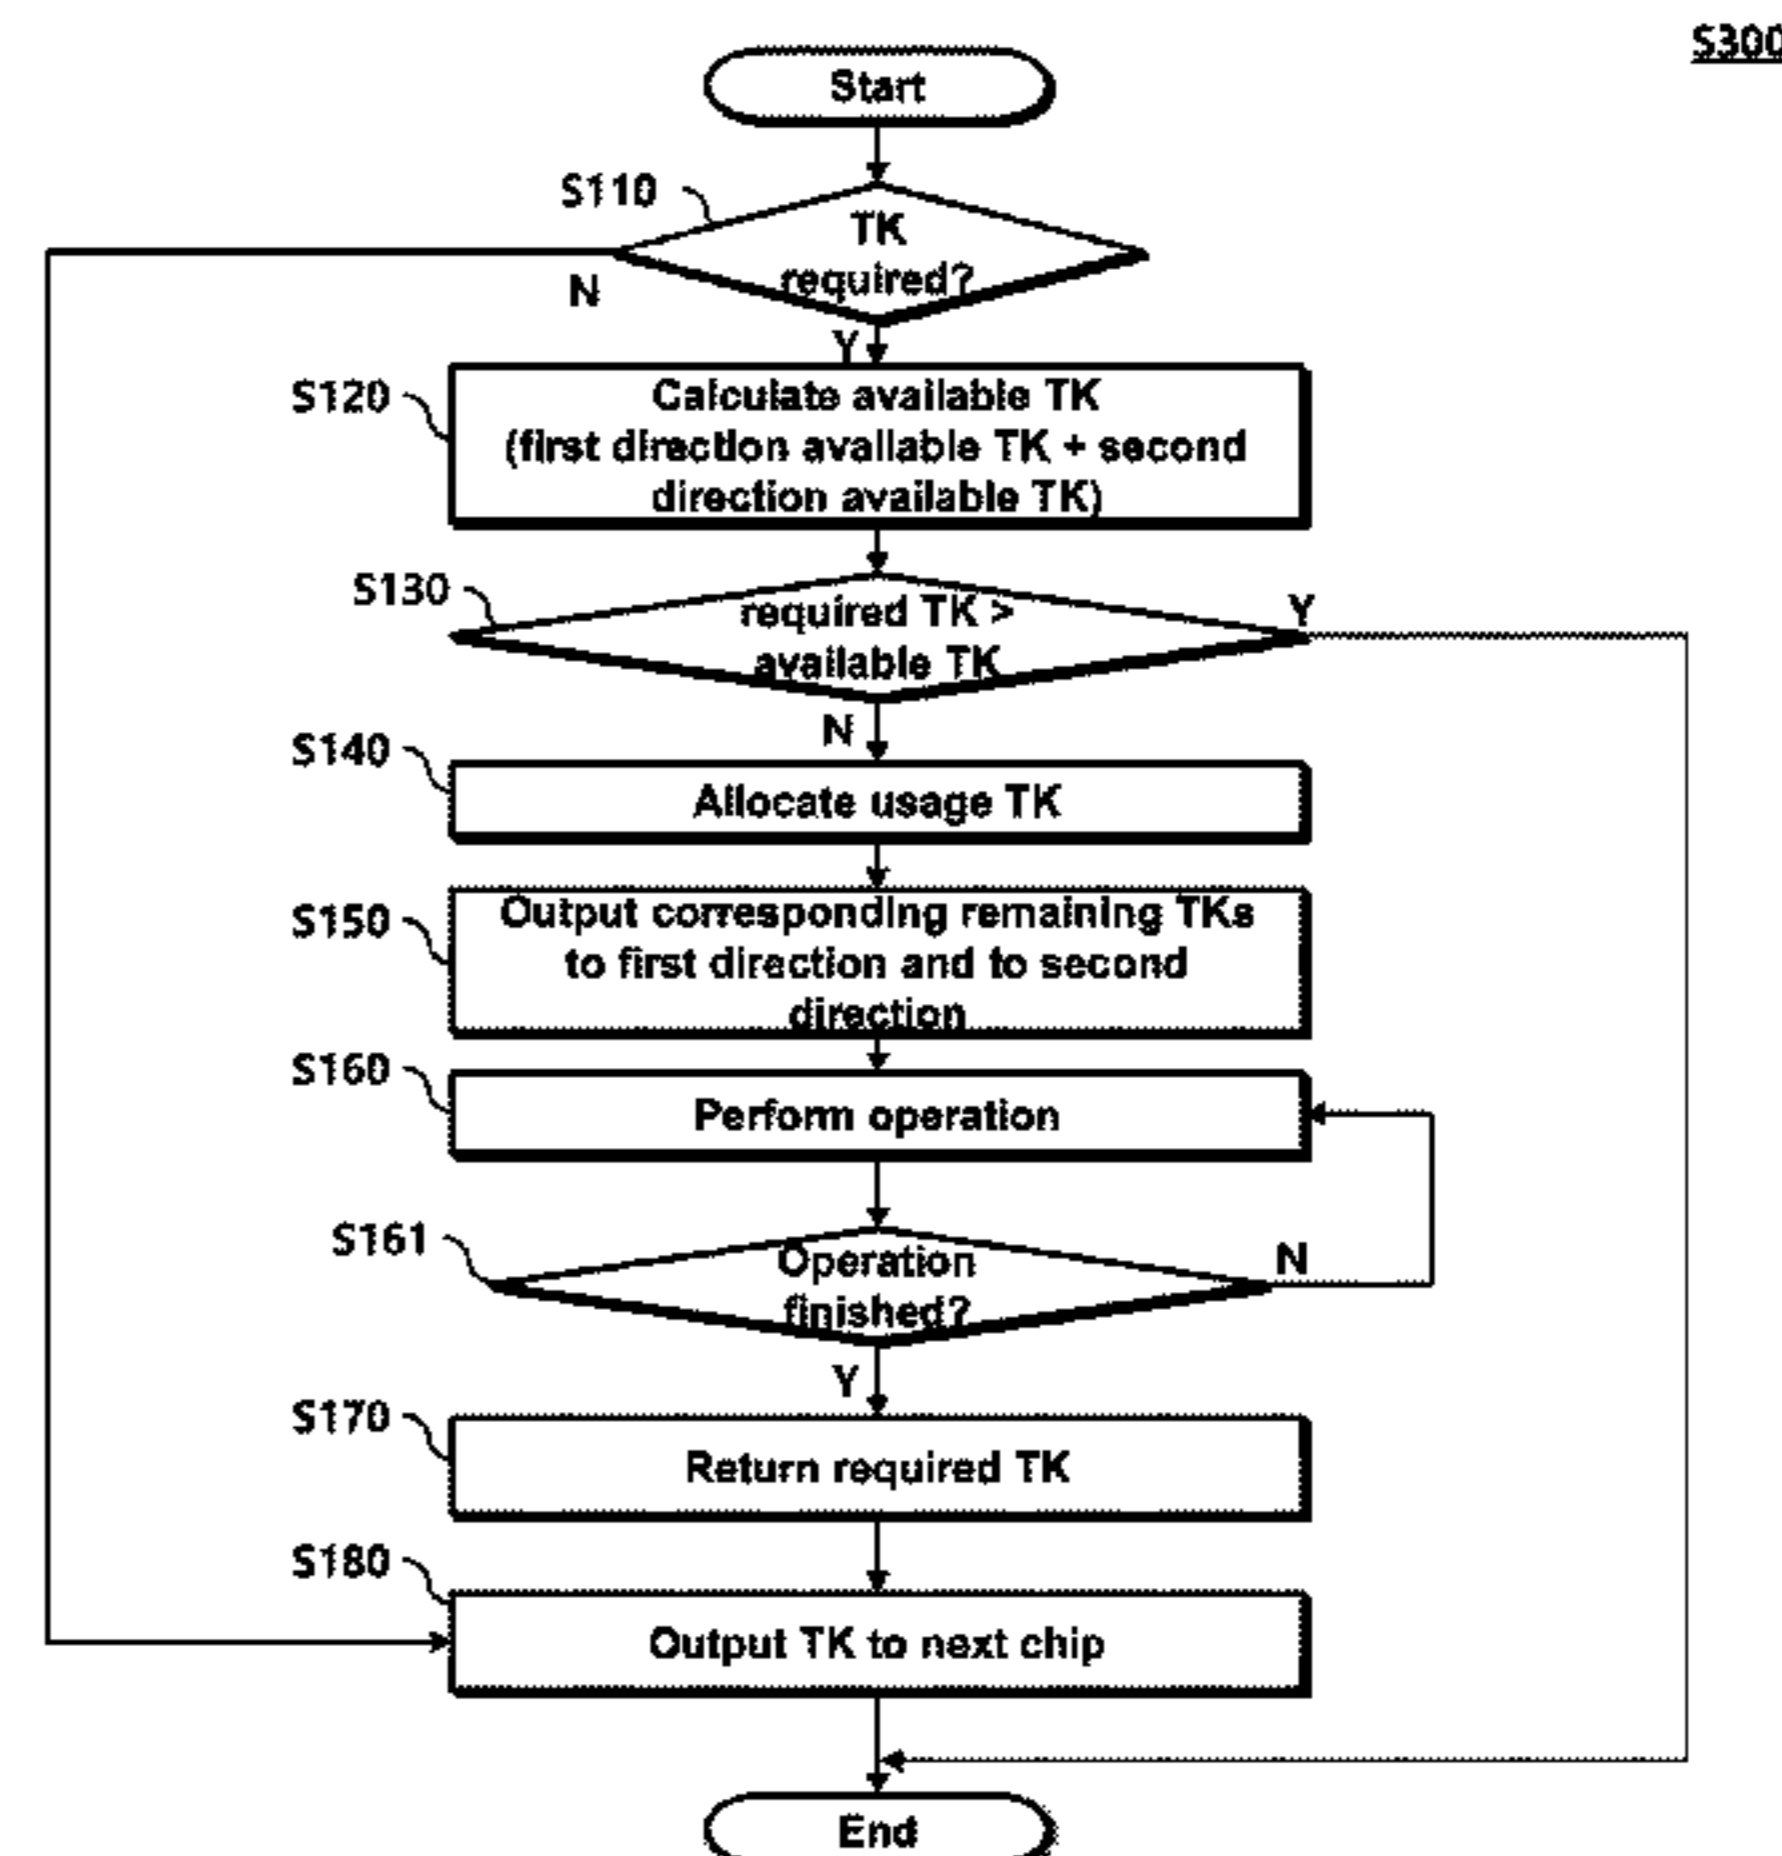 S300
Start
S110
TK
required?
N
Y
S120
Calculate available TK
(first direction available TK + second
direction available TK)
S130
required TK >
available TK
Y
N
S140
Allocate usage TK
S150
Output corresponding remaining TKs
to first direction and to second
direction
S160
Perform operation
S161
Operation
finished?
N
Y
S170
Return required TK
S180
Output TK to next chip
End